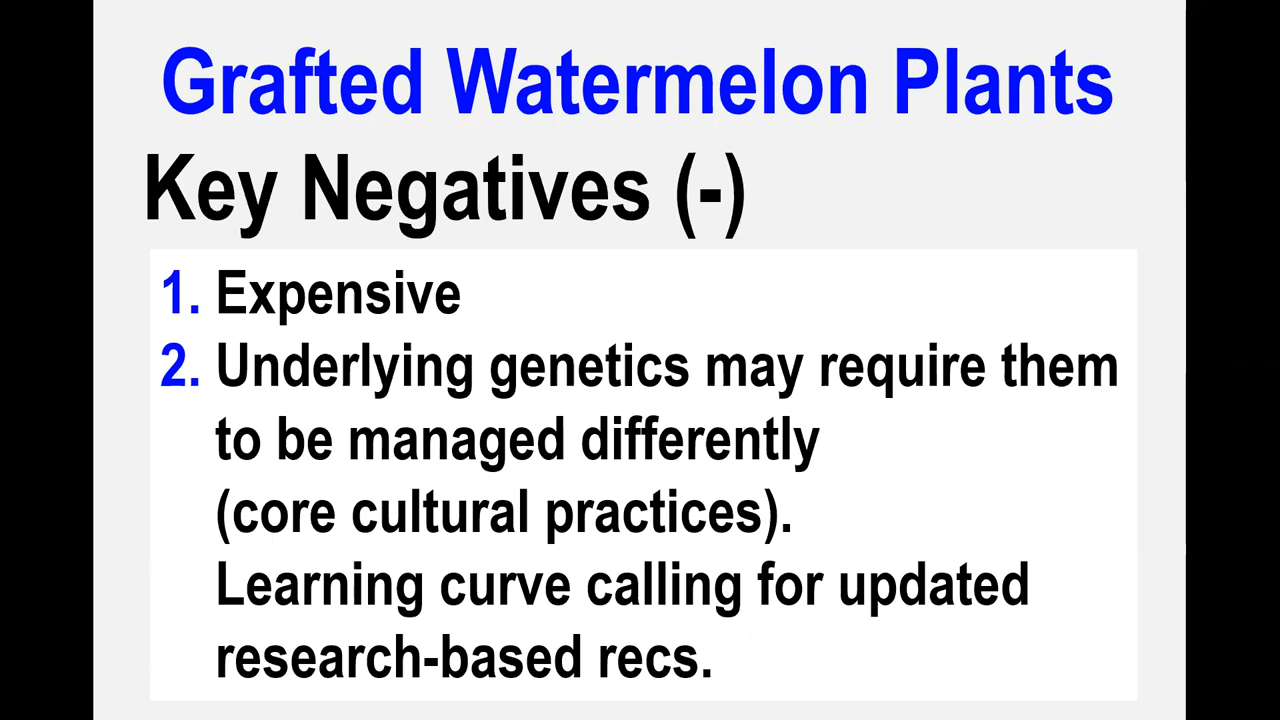 Grafted Watermelon Plants
Key Negatives (-)
1. Expensive
2. Underlying genetics may require them
to be managed differently
(core cultural practices).
Learning curve calling for updated
research-based recs.